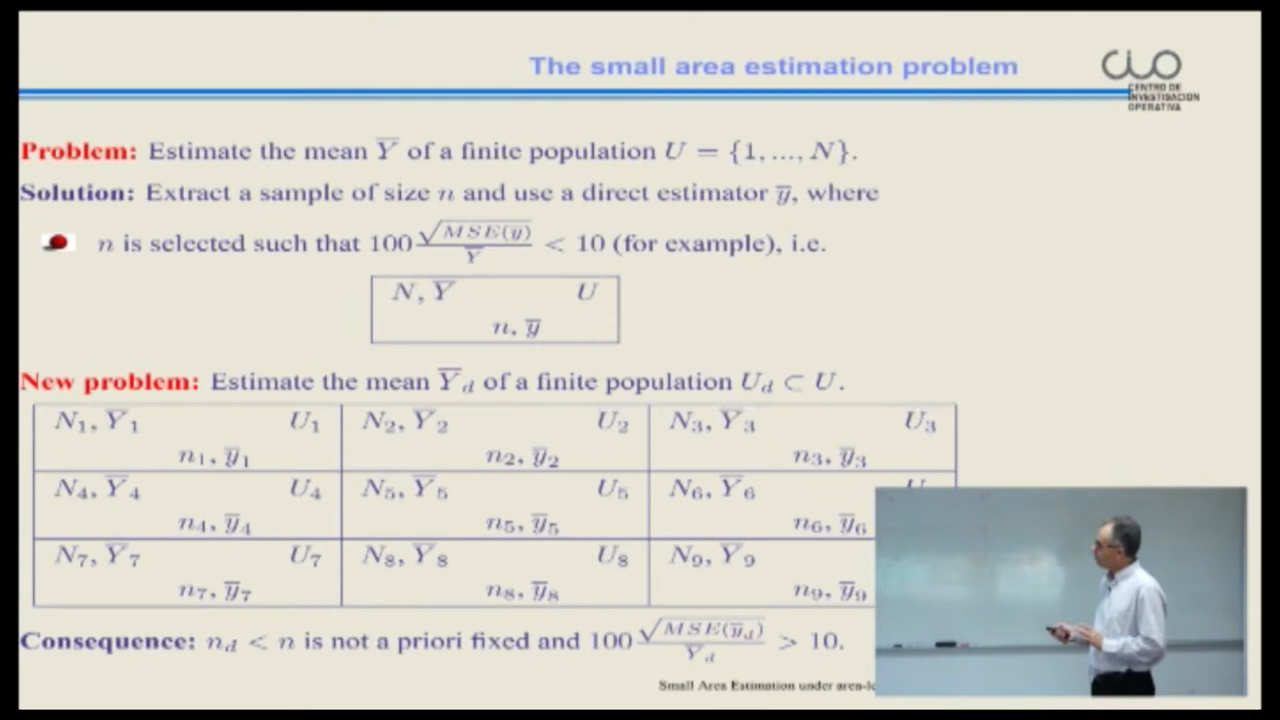 The small area estimation problem
CIO
CENTRO DE
INVESTIGACION
OPERATIVA
Problem: Estimate the mean Y̅ of a finite population U = {1, ..., N}.
Solution: Extract a sample of size n and use a direct estimator y̅, where
n is selected such that 100 √MSE(y̅) / Y̅ < 10 (for example), i.e.
N, Y̅ U
n, y̅
New problem: Estimate the mean Y̅_d of a finite population U_d ⊂ U.
N₁, Y̅₁ U₁ N₂, Y̅₂ U₂ N₃, Y̅₃ U₃
n₁, y̅₁ n₂, y̅₂ n₃, y̅₃
N₄, Y̅₄ U₄ N₅, Y̅₅ U₅ N₆, Y̅₆
n₄, y̅₄ n₅, y̅₅ n₆, y̅₆
N₇, Y̅₇ U₇ N₈, Y̅₈ U₈ N₉, Y̅₉
n₇, y̅₇ n₈, y̅₈ n₉, y̅₉
Consequence: n_d < n is not a priori fixed and 100 √MSE(y̅_d) / Y̅_d > 10.
Small Area Estimation under